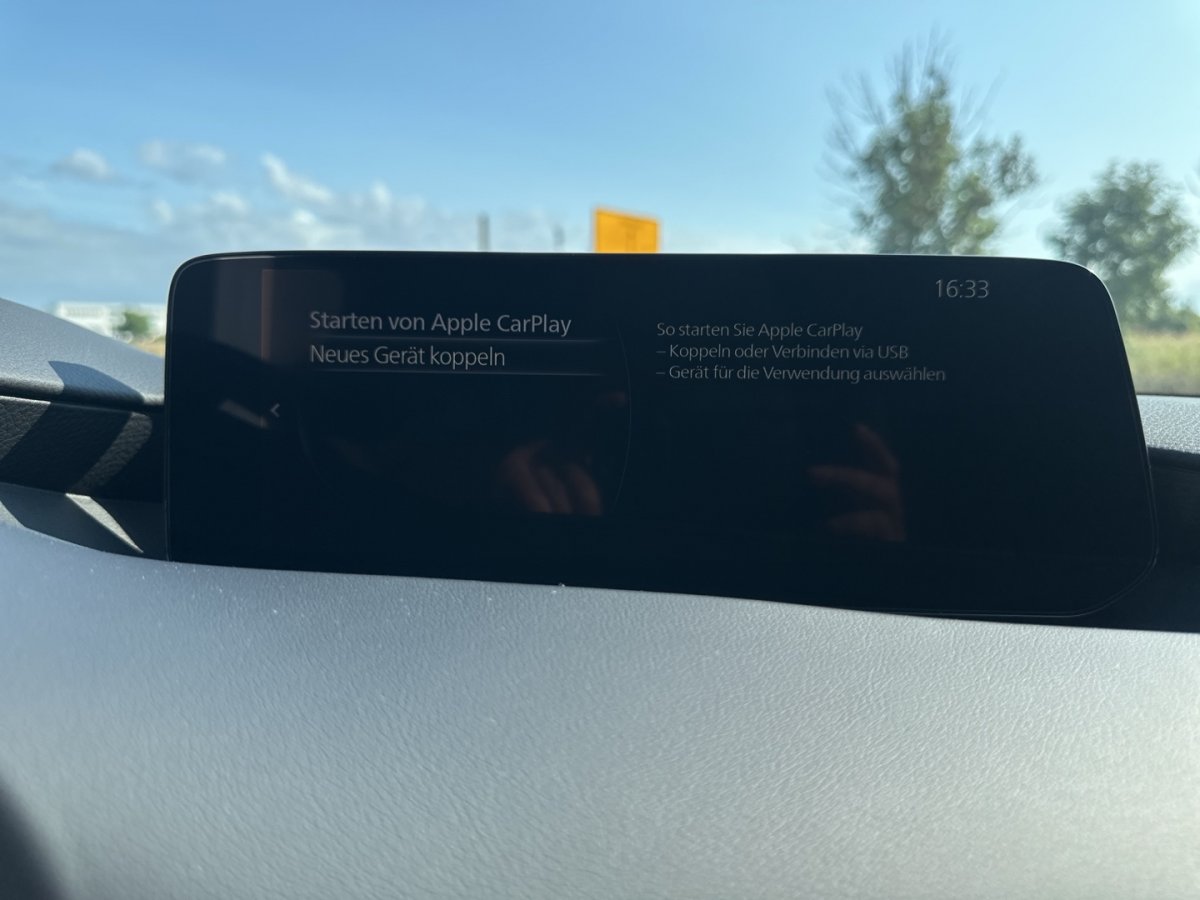 16:33
Starten von Apple CarPlay
Neues Gerät koppeln
So starten Sie Apple CarPlay
– Koppeln oder Verbinden via USB
– Gerät für die Verwendung auswählen